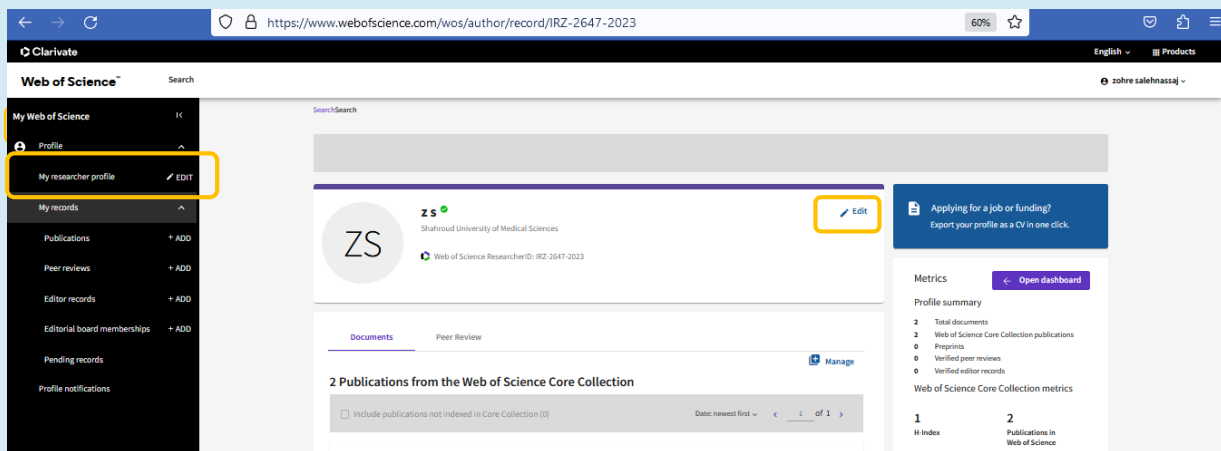 https://www.webofscience.com/wos/author/record/IRZ-2647-2023
60%
Clarivate
English
Products
Web of Science™
Search
zohre salehnassaj
My Web of Science
Profile
My researcher profile
EDIT
My records
Publications
+ ADD
Peer reviews
+ ADD
Editor records
+ ADD
Editorial board memberships
+ ADD
Pending records
Profile notifications
SearchSearch
ZS
z s
Shahroud University of Medical Sciences
Web of Science ResearcherID: IRZ-2647-2023
Edit
Applying for a job or funding?
Export your profile as a CV in one click.
Documents
Peer Review
Manage
2 Publications from the Web of Science Core Collection
Include publications not indexed in Core Collection (0)
Date: newest first
1 of 1
Metrics
Open dashboard
Profile summary
2 Total documents
2 Web of Science Core Collection publications
0 Preprints
0 Verified peer reviews
0 Verified editor records
Web of Science Core Collection metrics
1
H-Index
2
Publications in
Web of Science